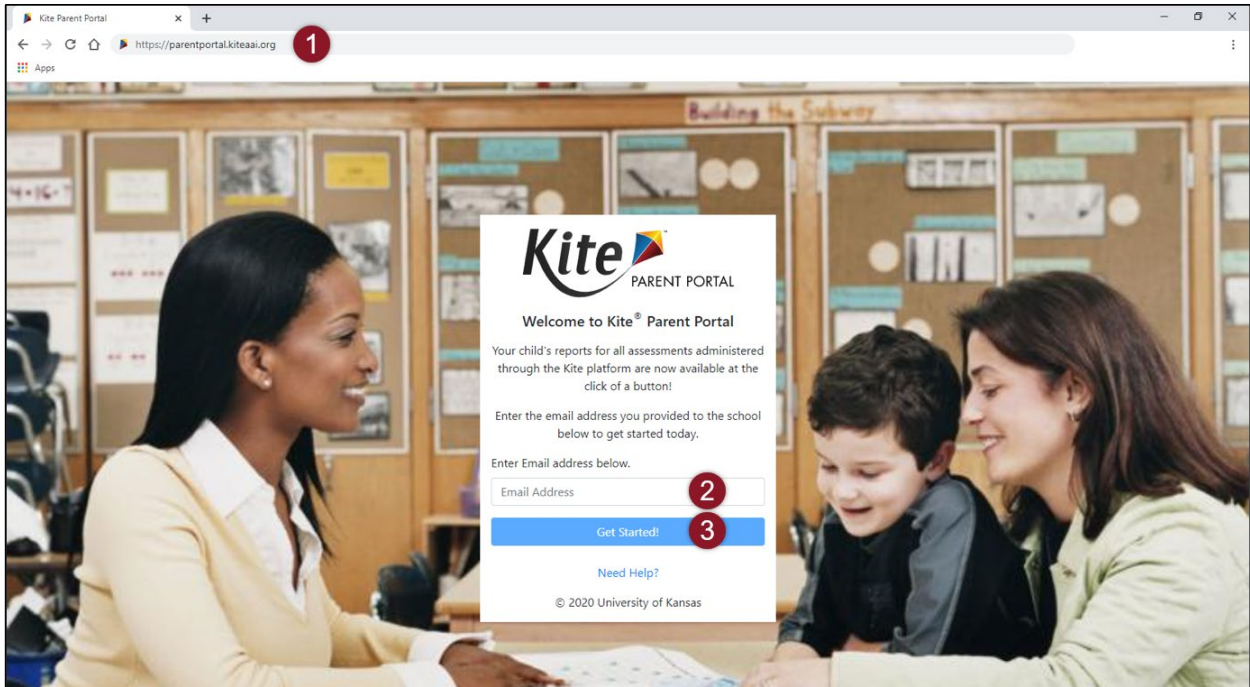 Kite Parent Portal
https://parentportal.kiteaai.org
1
Apps
Building the Subway
4+16=?
Kite
PARENT PORTAL
Welcome to Kite® Parent Portal
Your child's reports for all assessments administered
through the Kite platform are now available at the
click of a button!
Enter the email address you provided to the school
below to get started today.
Enter Email address below.
Email Address
2
Get Started!
3
Need Help?
© 2020 University of Kansas